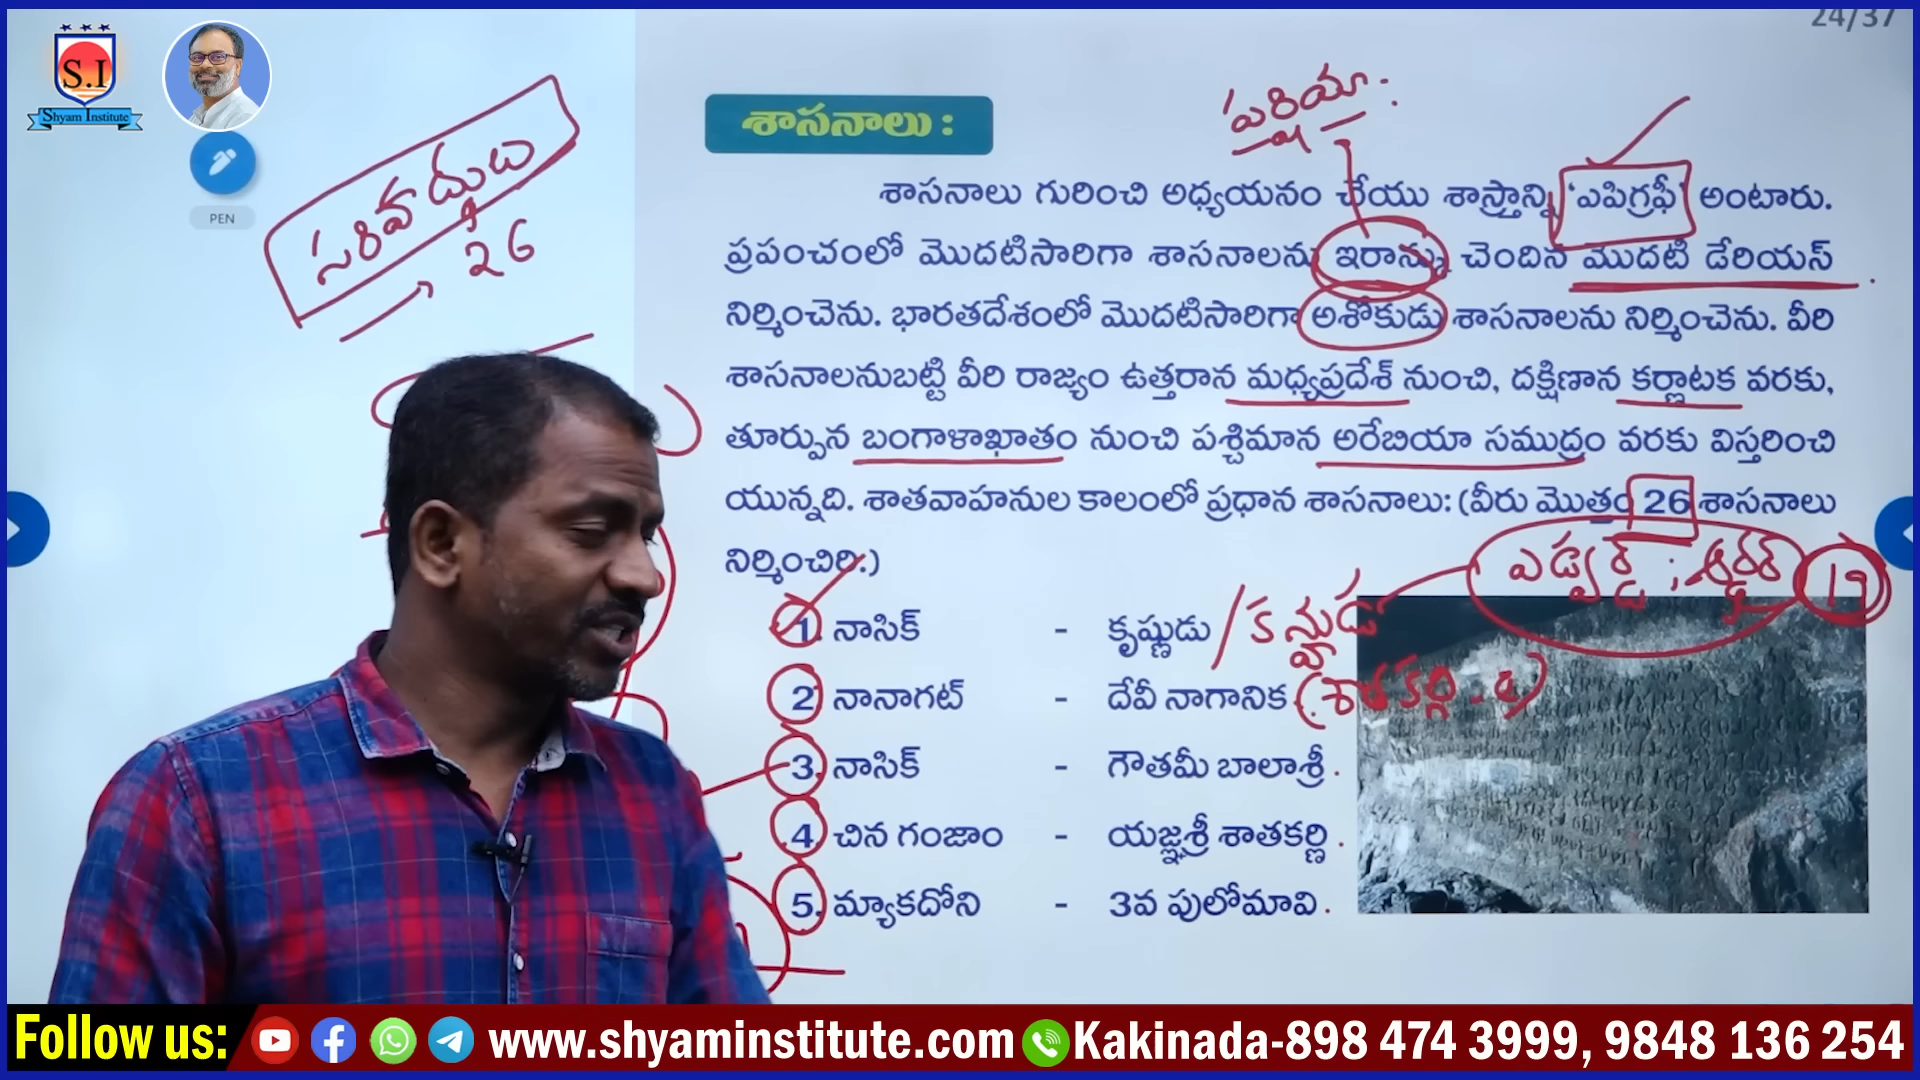 24/37
S.I
Shyam Institute
PEN
26
పర్షియా
శాసనాలు :
శాసనాలు గురించి అధ్యయనం చేయు శాస్త్రాన్ని 'ఎపిగ్రఫీ' అంటారు.
ప్రపంచంలో మొదటిసారిగా శాసనాలను ఇరాన్కు చెందిన మొదటి డేరియస్
నిర్మించెను. భారతదేశంలో మొదటిసారిగా అశోకుడు శాసనాలను నిర్మించెను. వీరి
శాసనాలనుబట్టి వీరి రాజ్యం ఉత్తరాన మధ్యప్రదేశ్ నుంచి, దక్షిణాన కర్ణాటక వరకు,
తూర్పున బంగాళాఖాతం నుంచి పశ్చిమాన అరేబియా సముద్రం వరకు విస్తరించి
యున్నది. శాతవాహనుల కాలంలో ప్రధాన శాసనాలు: (వీరు మొత్తం 26 శాసనాలు
నిర్మించిరి.)
ఎడ్వర్డ్ ;
1. నాసిక్ - కృష్ణుడు /
2. నానాగట్ - దేవీ నాగానిక
3. నాసిక్ - గౌతమీ బాలాశ్రీ
4. చిన గంజాం - యజ్ఞశ్రీ శాతకర్ణి
5. మ్యాకదోని - 3వ పులోమావి
Follow us: www.shyaminstitute.com Kakinada-898 474 3999, 9848 136 254